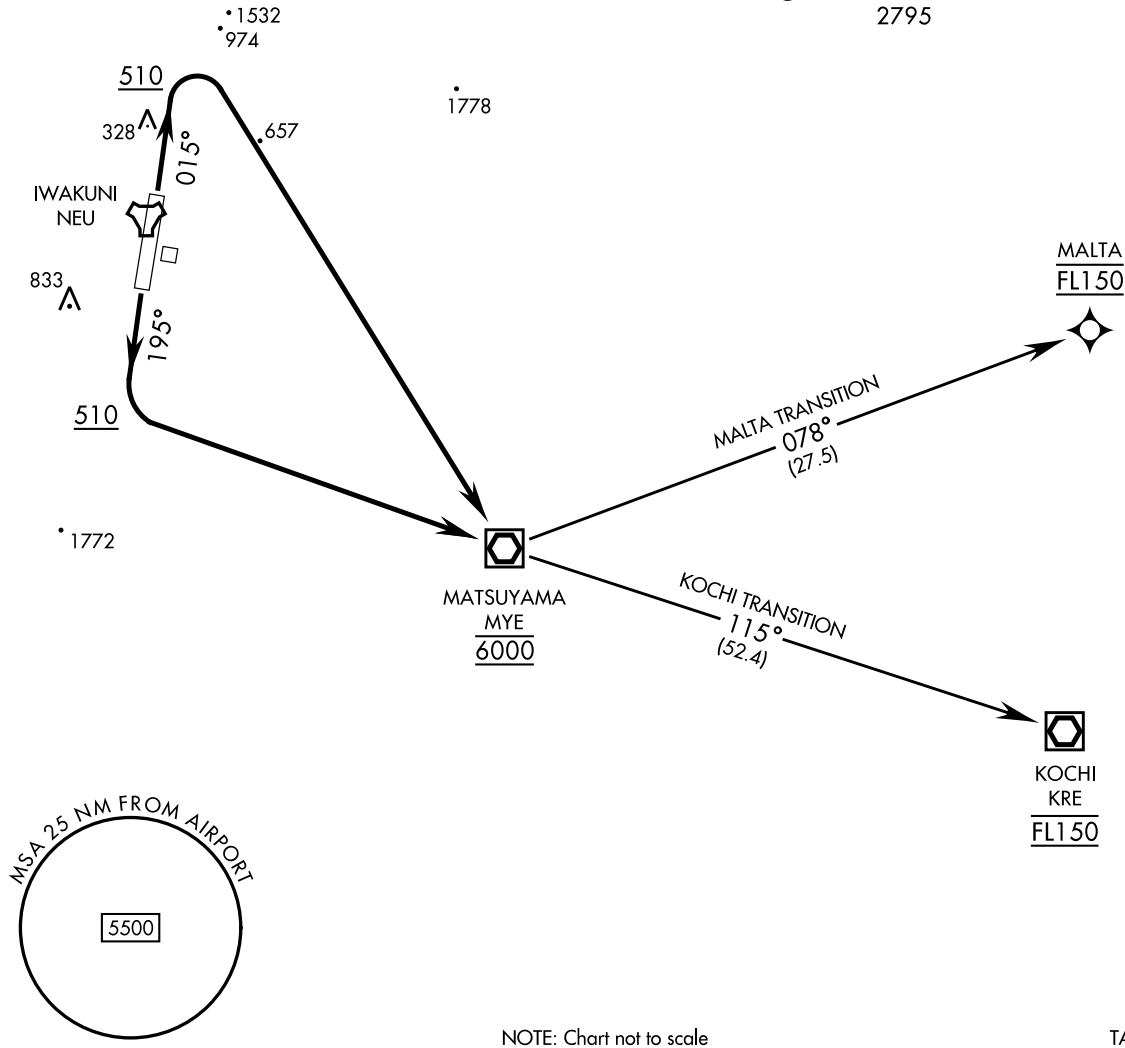 1532
974
2795
510
1778
328
657
015°
IWAKUNI
NEU
833
195°
MALTA
FL150
510
MALTA TRANSITION
078°
(27.5)
1772
KOCHI TRANSITION
115°
(52.4)
MATSUYAMA
MYE
6000
KOCHI
KRE
FL150
MSA 25 NM FROM AIRPORT
5500
NOTE: Chart not to scale
TA